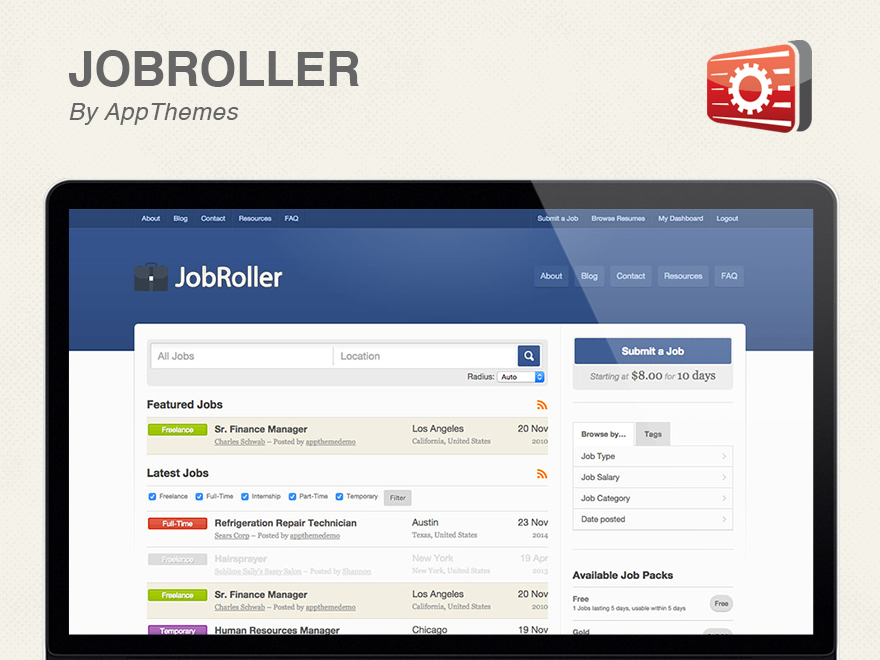 JOBROLLER
By AppThemes
About Blog Contact Resources FAQ Submit a Job Browse Resumes My Dashboard Logout
JobRoller About Blog Contact Resources FAQ
All Jobs Location
Radius: Auto
Submit a Job
Starting at $8.00 for 10 days
Featured Jobs
Freelance Sr. Finance Manager Los Angeles 20 Nov
Charles Schwab – Posted by appthemedemo California, United States 2010
Browse by... Tags
Job Type
Job Salary
Job Category
Date posted
Latest Jobs
Freelance Full-Time Internship Part-Time Temporary Filter
Full-Time Refrigeration Repair Technician Austin 23 Nov
Sears Corp – Posted by appthemedemo Texas, United States 2014
Freelance Hairsprayer New York 19 Apr
Sublime Sally's Sassy Salon – Posted by Shannon New York, United States 2013
Freelance Sr. Finance Manager Los Angeles 20 Nov
Charles Schwab – Posted by appthemedemo California, United States 2010
Temporary Human Resources Manager Chicago 19 Nov
Available Job Packs
Free Free
1 Jobs lasting 5 days, usable within 5 days
Gold